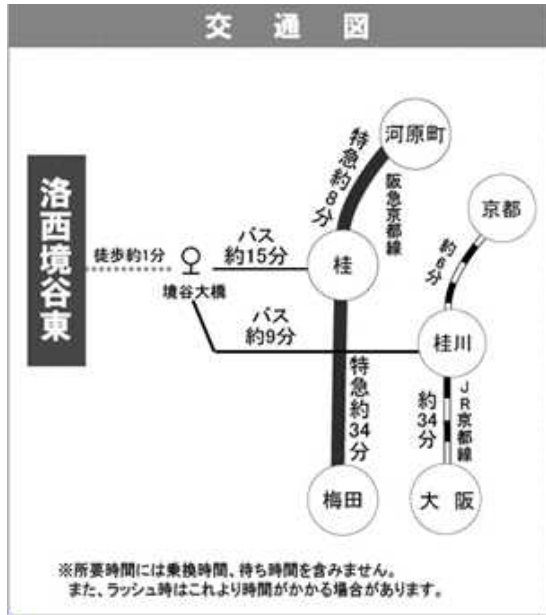 交通図
河原町
特急約8分
阪急京都線
京都
洛西境谷東
徒歩約1分
境谷大橋
バス
約15分
桂
約6分
バス
約9分
桂川
特急約34分
約34分
JR京都線
梅田
大阪
※所要時間には乗換時間、待ち時間を含みません。
また、ラッシュ時はこれより時間がかかる場合があります。